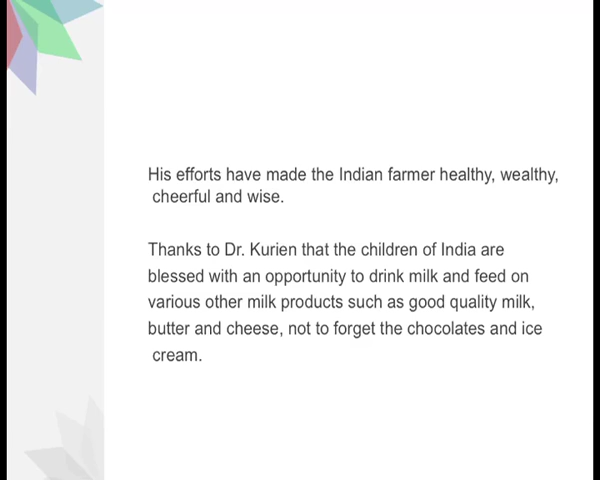 His efforts have made the Indian farmer healthy, wealthy,
cheerful and wise.
Thanks to Dr. Kurien that the children of India are
blessed with an opportunity to drink milk and feed on
various other milk products such as good quality milk,
butter and cheese, not to forget the chocolates and ice
cream.